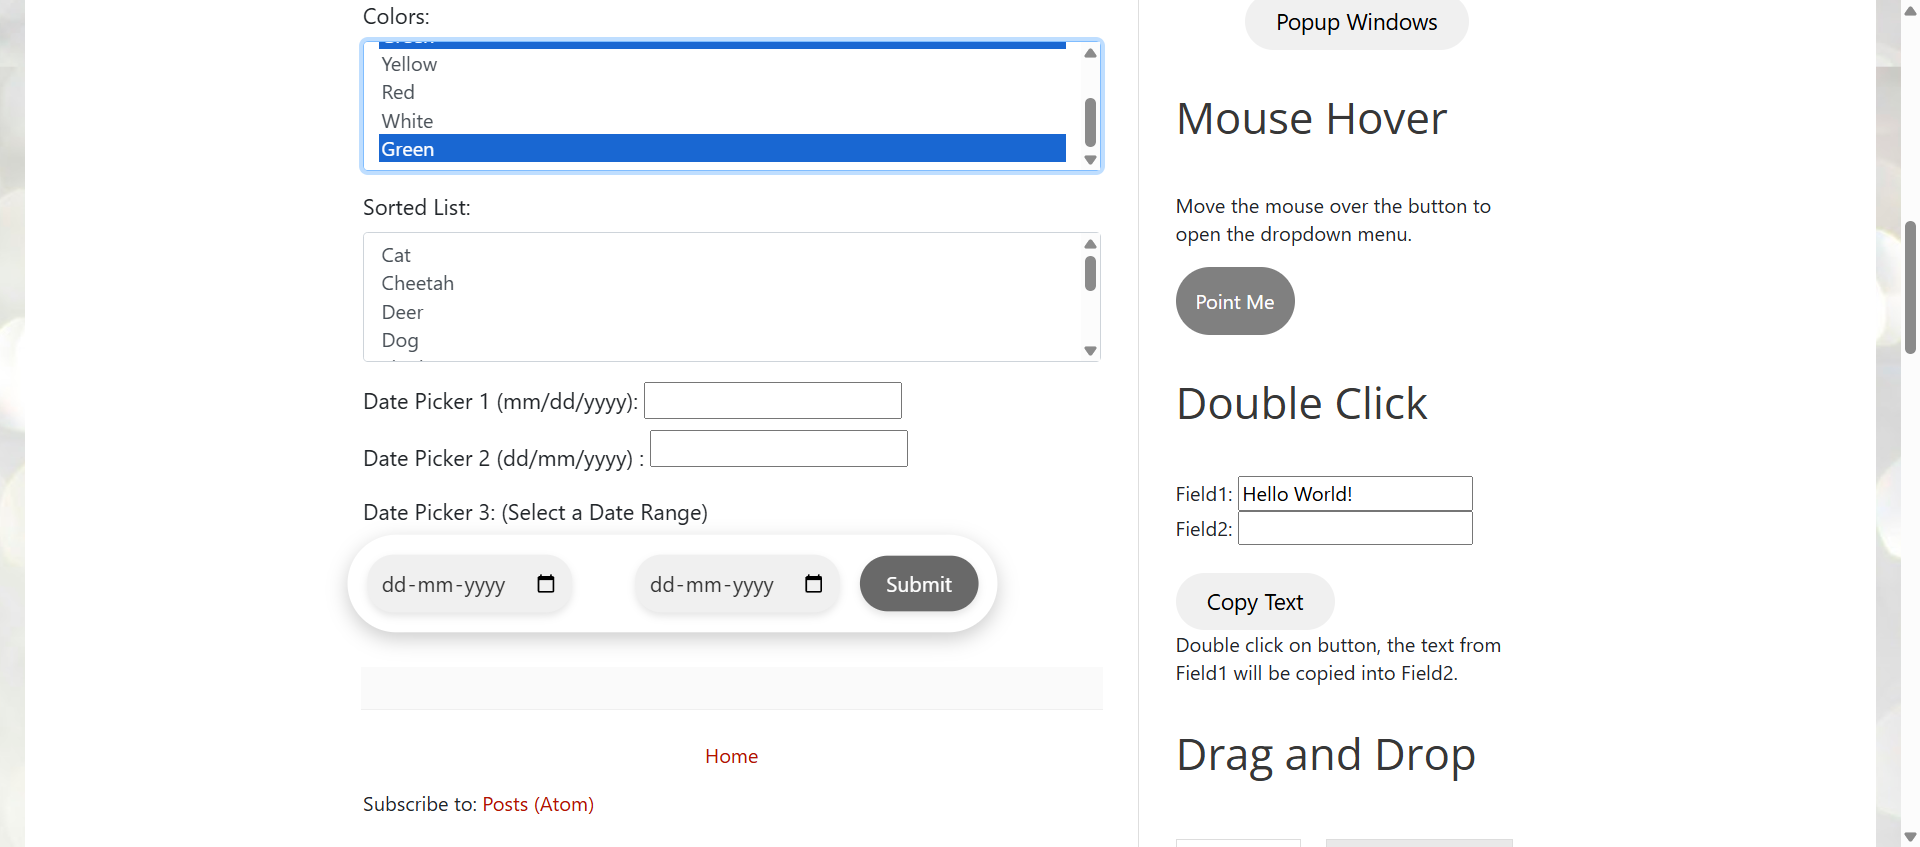 Colors:
Yellow
Red
White
Green
Sorted List:
Cat
Cheetah
Deer
Dog
Date Picker 1 (mm/dd/yyyy):
Date Picker 2 (dd/mm/yyyy) :
Date Picker 3: (Select a Date Range)
dd-mm-yyyy dd-mm-yyyy Submit
Home
Subscribe to: Posts (Atom)
Popup Windows
Mouse Hover
Move the mouse over the button to
open the dropdown menu.
Point Me
Double Click
Field1: Hello World!
Field2:
Copy Text
Double click on button, the text from
Field1 will be copied into Field2.
Drag and Drop